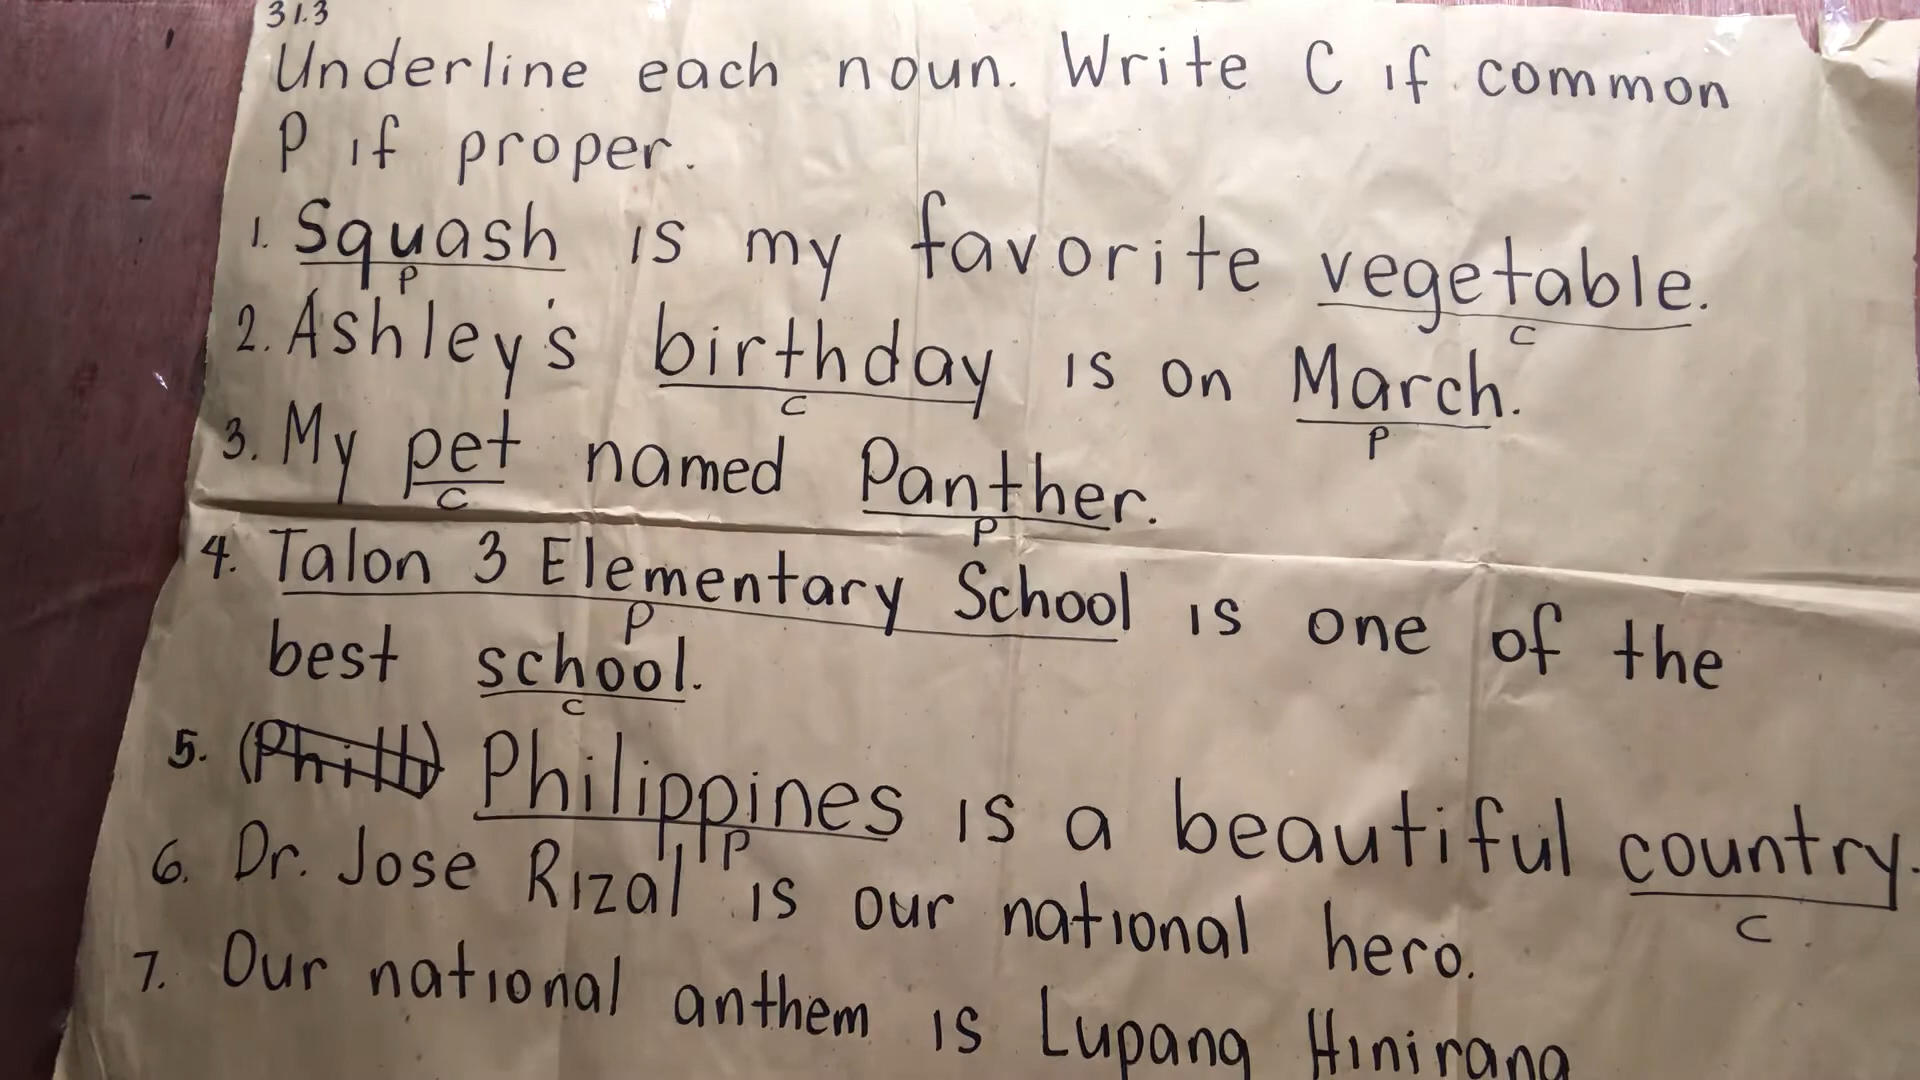 31.3
Underline each noun. Write C if common
P if proper.
1. Squash is my favorite vegetable.
P C
2. Ashley's birthday is on March.
C P
3. My pet named Panther.
C P
4. Talon 3 Elementary School is one of the
P
best school.
C
5. Philippines is a beautiful country.
P C
6. Dr. Jose Rizal is our national hero.
7. Our national anthem is Lupang Hinirang